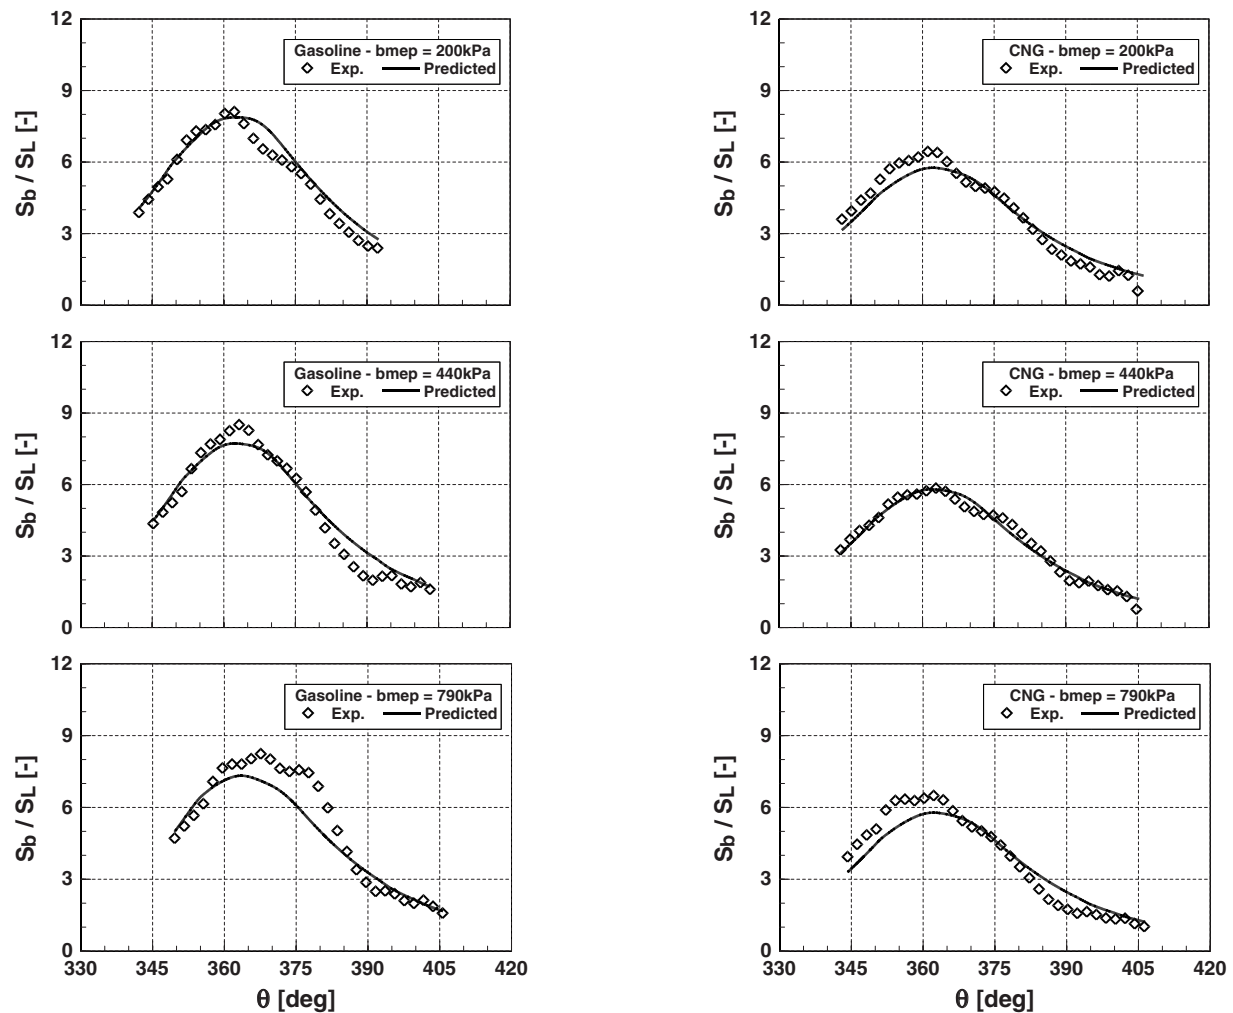 12
9
6
3
0
Sb / SL [-]
Gasoline - bmep = 200kPa
Exp. Predicted
12
9
6
3
0
Sb / SL [-]
CNG - bmep = 200kPa
Exp. Predicted
12
9
6
3
0
Sb / SL [-]
Gasoline - bmep = 440kPa
Exp. Predicted
12
9
6
3
0
Sb / SL [-]
CNG - bmep = 440kPa
Exp. Predicted
12
9
6
3
0
Sb / SL [-]
Gasoline - bmep = 790kPa
Exp. Predicted
330 345 360 375 390 405 420
θ [deg]
12
9
6
3
0
Sb / SL [-]
CNG - bmep = 790kPa
Exp. Predicted
330 345 360 375 390 405 420
θ [deg]